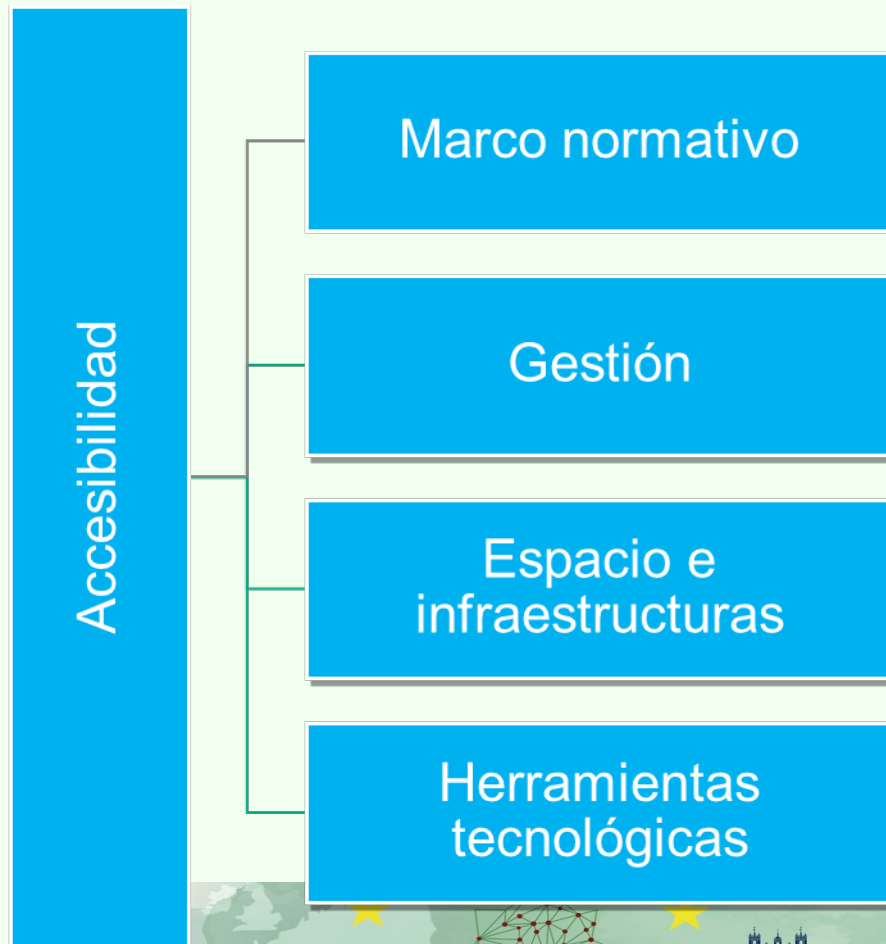 Accesibilidad
Marco normativo
Gestión
Espacio e
infraestructuras
Herramientas
tecnológicas